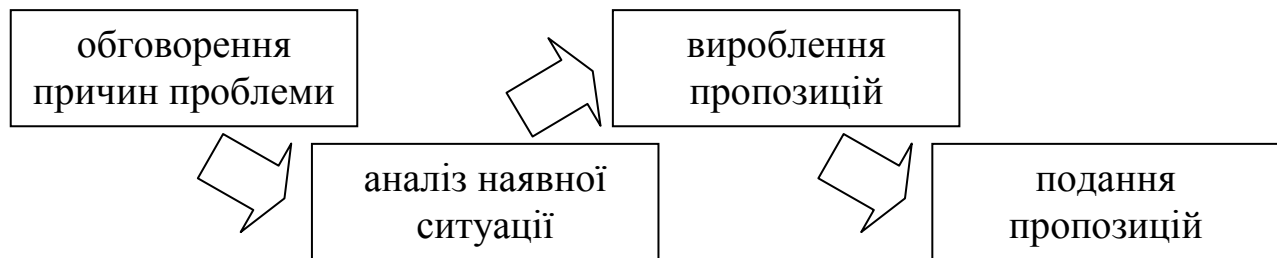 обговорення
причин проблеми
аналіз наявної
ситуації
вироблення
пропозицій
подання
пропозицій